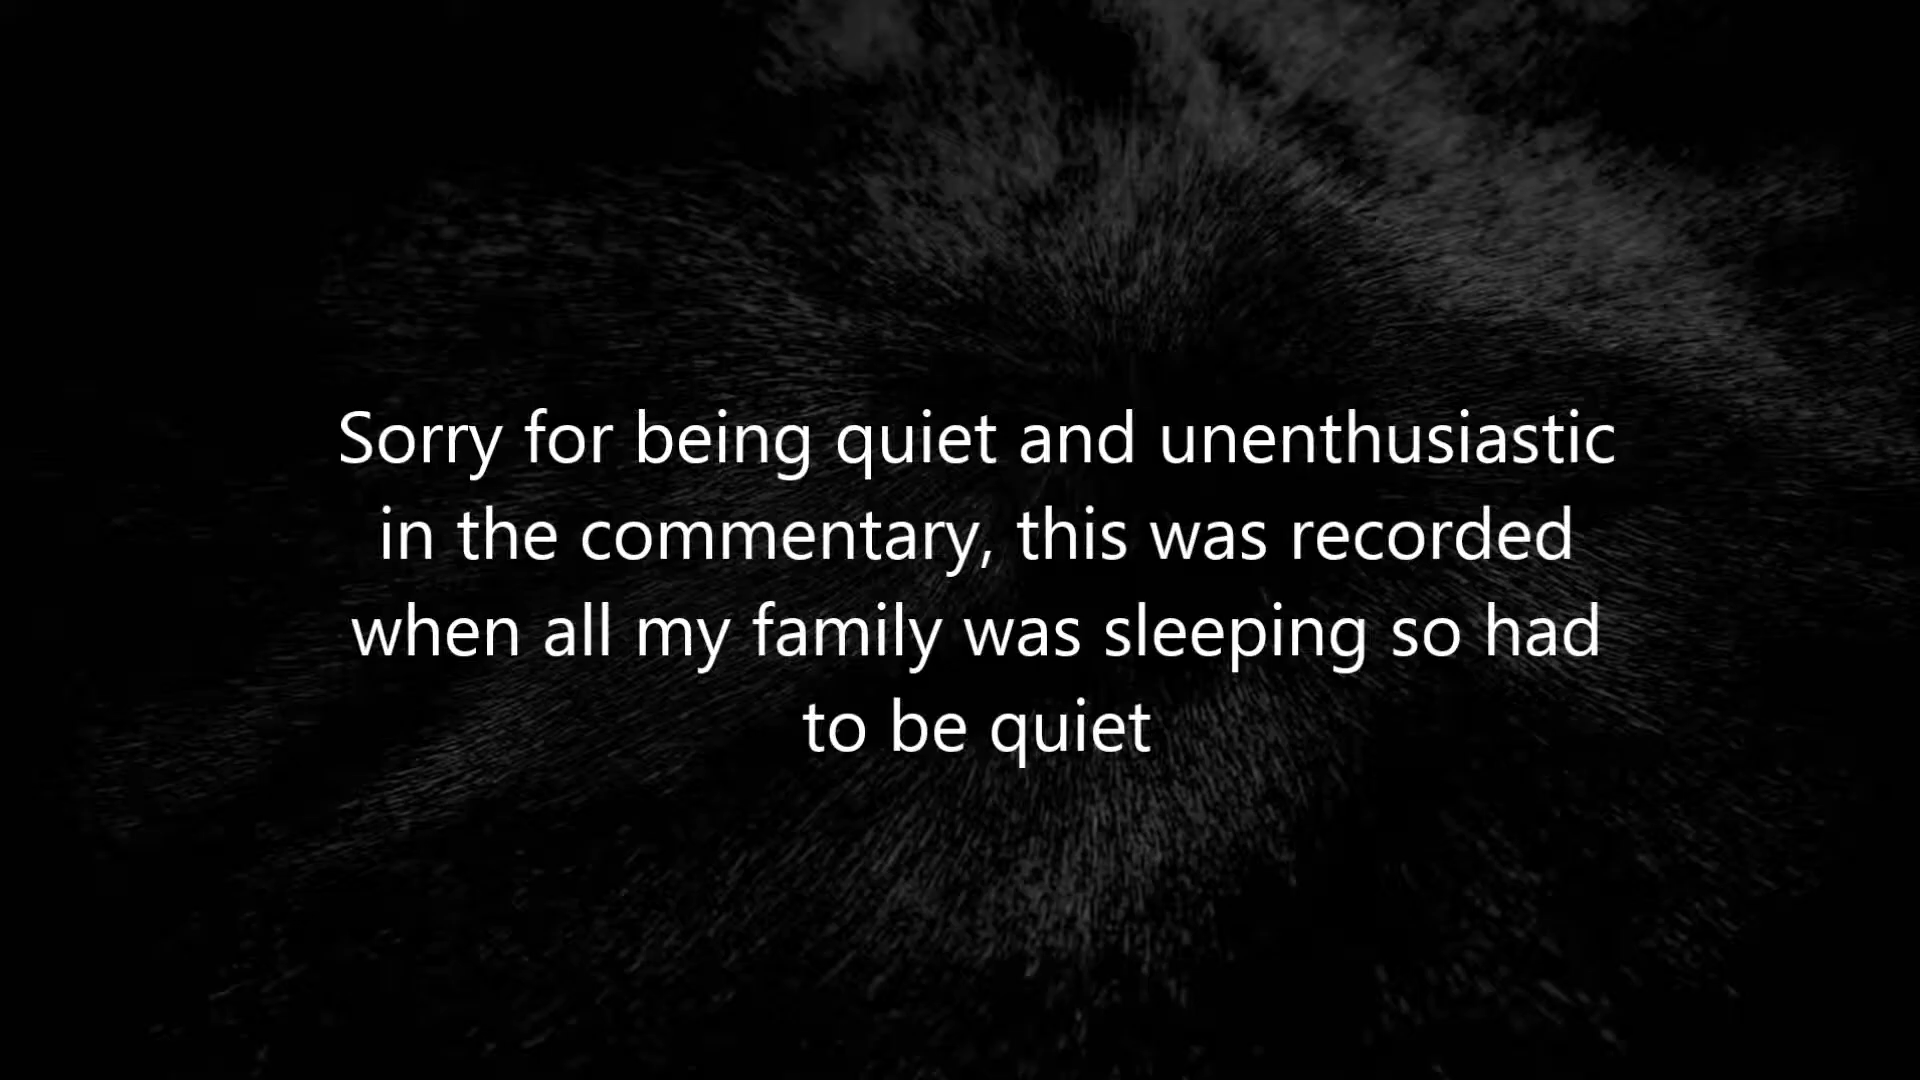 Sorry for being quiet and unenthusiastic
in the commentary, this was recorded
when all my family was sleeping so had
to be quiet